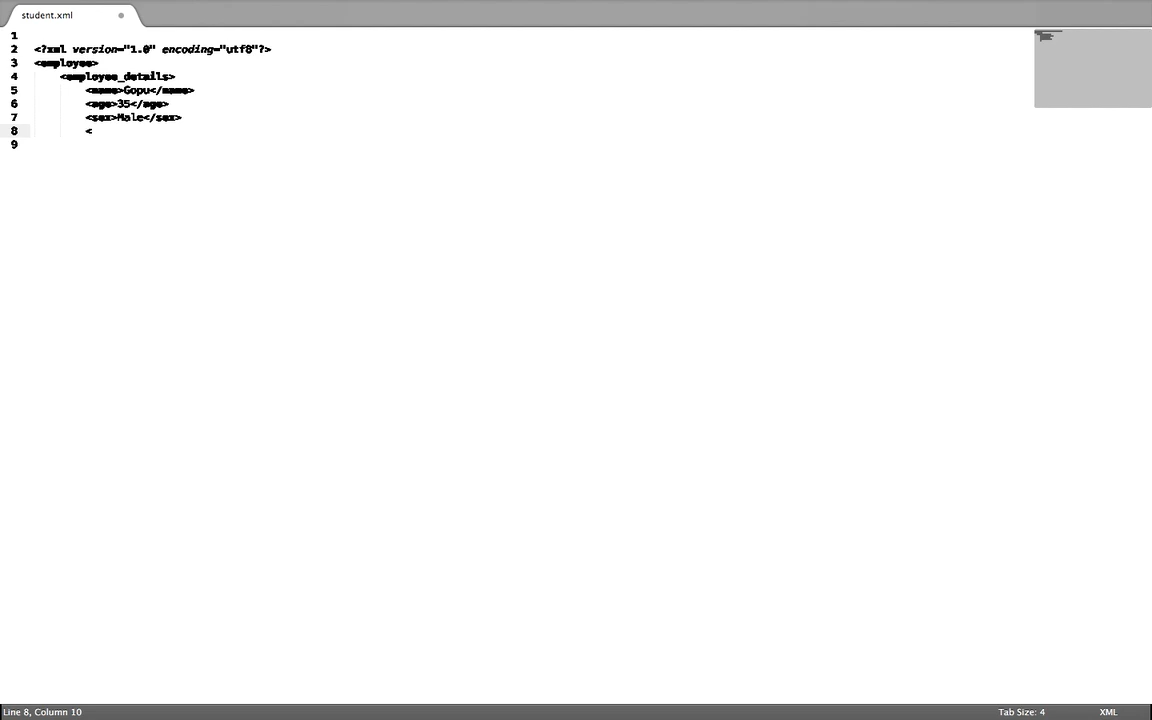 student.xml
1
2 <?xml version="1.0" encoding="utf8"?>
3 <employee>
4 <employee_details>
5 <name>Gopu</name>
6 <age>35</age>
7 <sex>Male</sex>
8 <
9
Line 8, Column 10 Tab Size: 4 XML